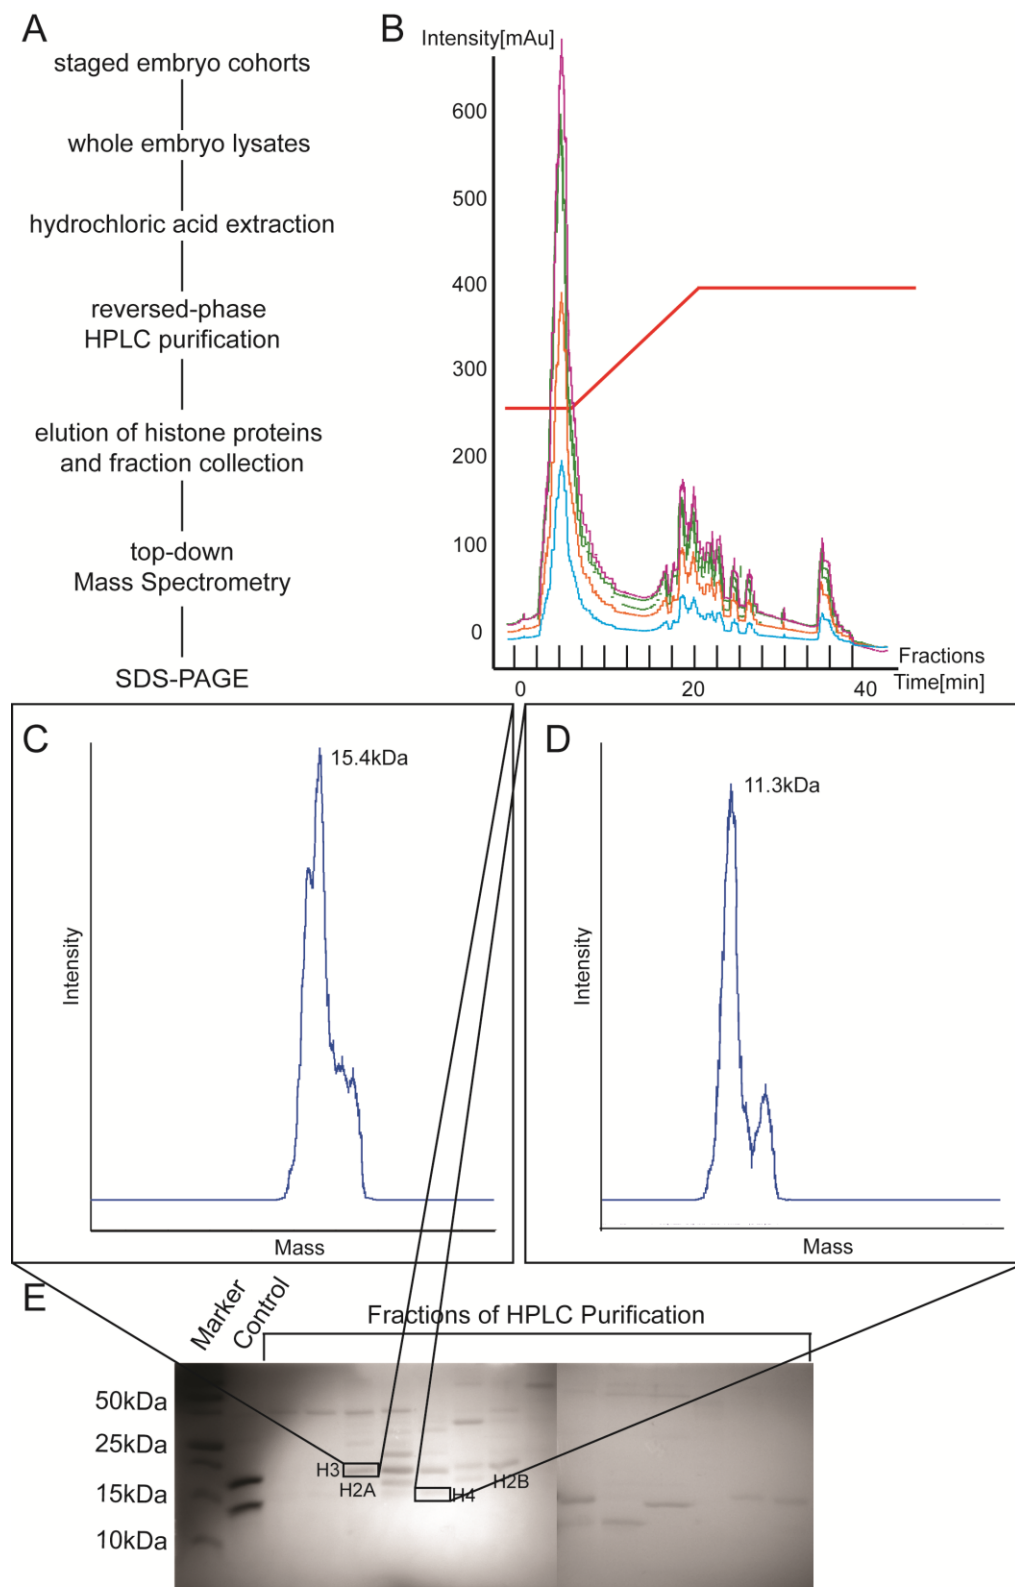 A
staged embryo cohorts
whole embryo lysates
hydrochloric acid extraction
reversed-phase
HPLC purification
elution of histone proteins
and fraction collection
top-down
Mass Spectrometry
SDS-PAGE
B
Intensity[mAu]
600
500
400
300
200
100
0
Fractions
0 20 40 Time[min]
C
15.4kDa
Intensity
Mass
D
11.3kDa
Intensity
Mass
E
Marker
Control
Fractions of HPLC Purification
50kDa
25kDa
15kDa
10kDa
H3
H2A
H4
H2B